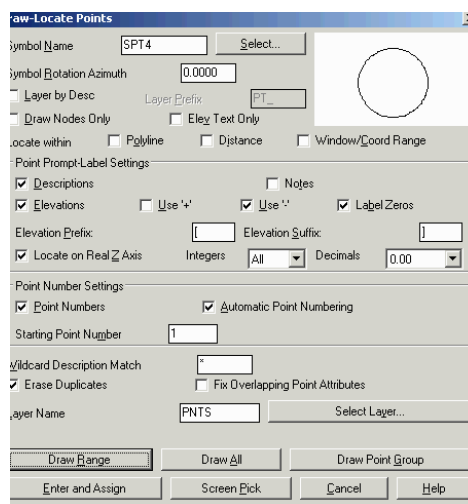 raw-Locate Points
ymbol Name SPT4 Select...
ymbol Rotation Azimuth 0.0000
Layer by Desc Layer Prefix PT_
Draw Nodes Only Elev Text Only
ocate within Polyline Distance Window/Coord Range
Point Prompt-Label Settings
Descriptions Notes
Elevations Use '+' Use '-' Label Zeros
Elevation Prefix: [ Elevation Suffix: ]
Locate on Real Z Axis Integers All Decimals 0.00
Point Number Settings
Point Numbers Automatic Point Numbering
Starting Point Number 1
Wildcard Description Match *
Erase Duplicates Fix Overlapping Point Attributes
ayer Name PNTS Select Layer...
Draw Range Draw All Draw Point Group
Enter and Assign Screen Pick Cancel Help